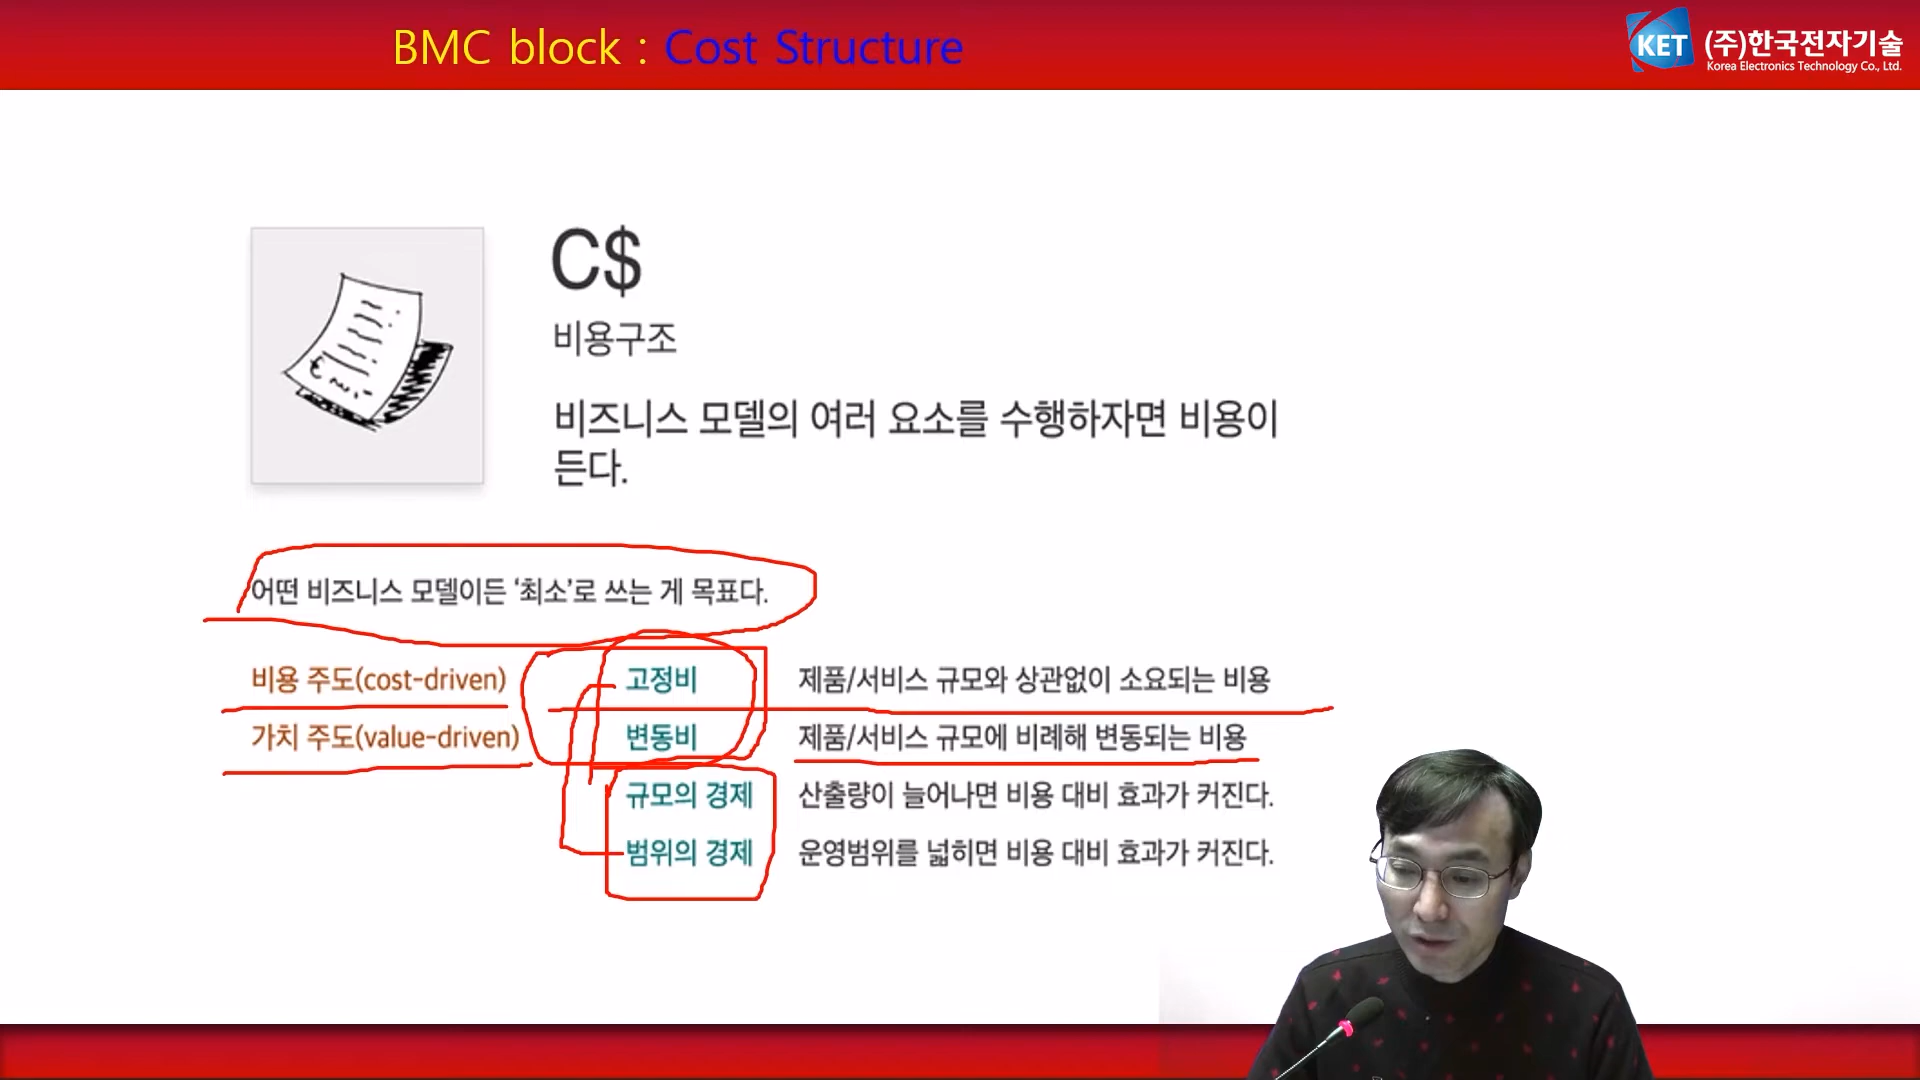 BMC block : Cost Structure
KET (주)한국전자기술
Korea Electronics Technology Co., Ltd.
C$
비용구조
비즈니스 모델의 여러 요소를 수행하자면 비용이
든다.
어떤 비즈니스 모델이든 ‘최소’로 쓰는 게 목표다.
비용 주도(cost-driven) 고정비 제품/서비스 규모와 상관없이 소요되는 비용
가치 주도(value-driven) 변동비 제품/서비스 규모에 비례해 변동되는 비용
규모의 경제 산출량이 늘어나면 비용 대비 효과가 커진다.
범위의 경제 운영범위를 넓히면 비용 대비 효과가 커진다.